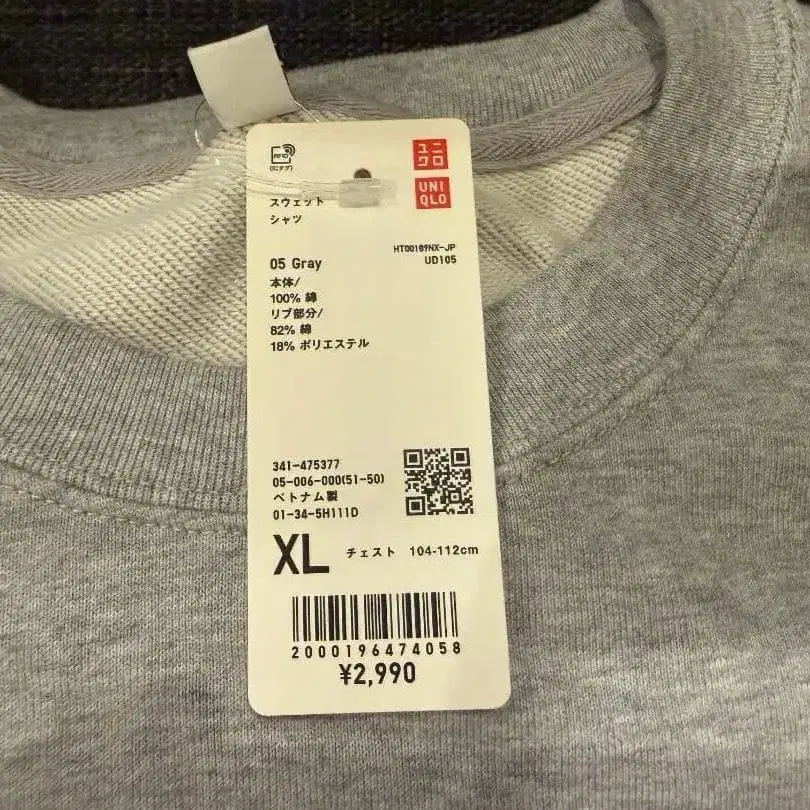 RFID
(ICタグ)
ユニ
クロ
UNI
QLO
スウェット
シャツ
HT00189NX-JP
UD105
05 Gray
本体/
100% 綿
リブ部分/
82% 綿
18% ポリエステル
341-475377
05-006-000(51-50)
ベトナム製
01-34-5H111D
XL チェスト 104-112cm
2000196474058
¥2,990